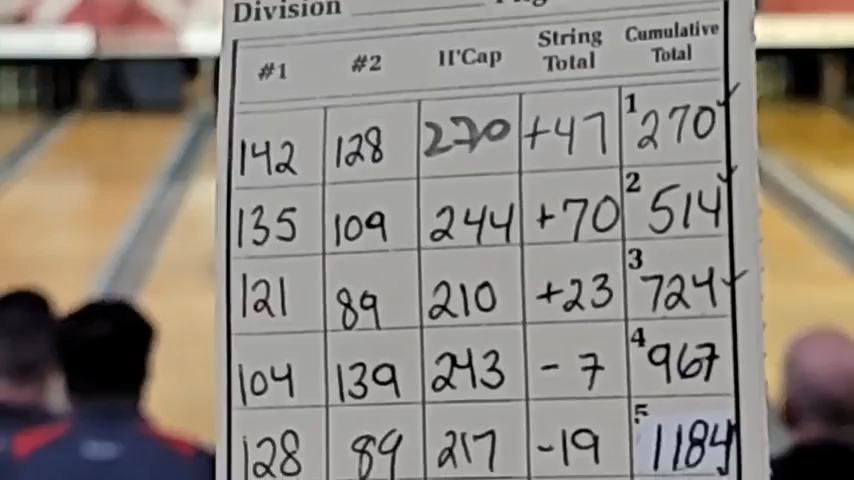 Division
#1 #2 H'Cap String Total Cumulative Total
142 128 270 +47 1 270
135 109 244 +70 2 514
121 89 210 +23 3 724
104 139 243 -7 4 967
128 89 217 -19 5 1184